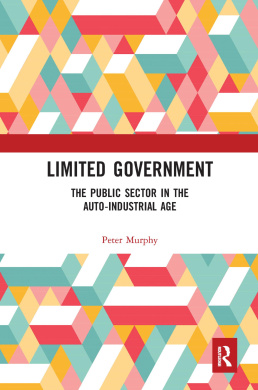 LIMITED GOVERNMENT
THE PUBLIC SECTOR IN THE
AUTO-INDUSTRIAL AGE
Peter Murphy
R
Routledge